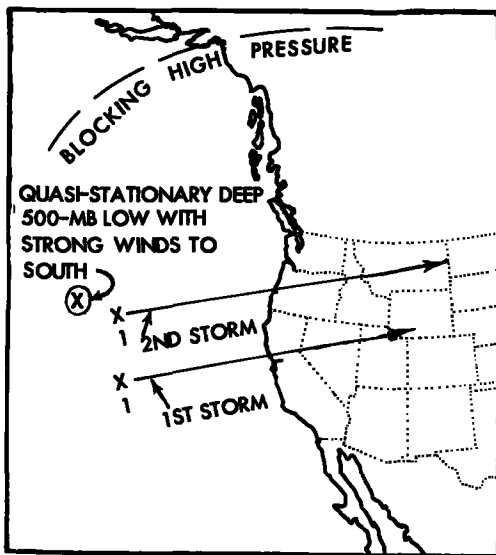 BLOCKING HIGH PRESSURE
QUASI-STATIONARY DEEP
500-MB LOW WITH
STRONG WINDS TO
SOUTH
X
X
1
2ND STORM
X
1
1ST STORM